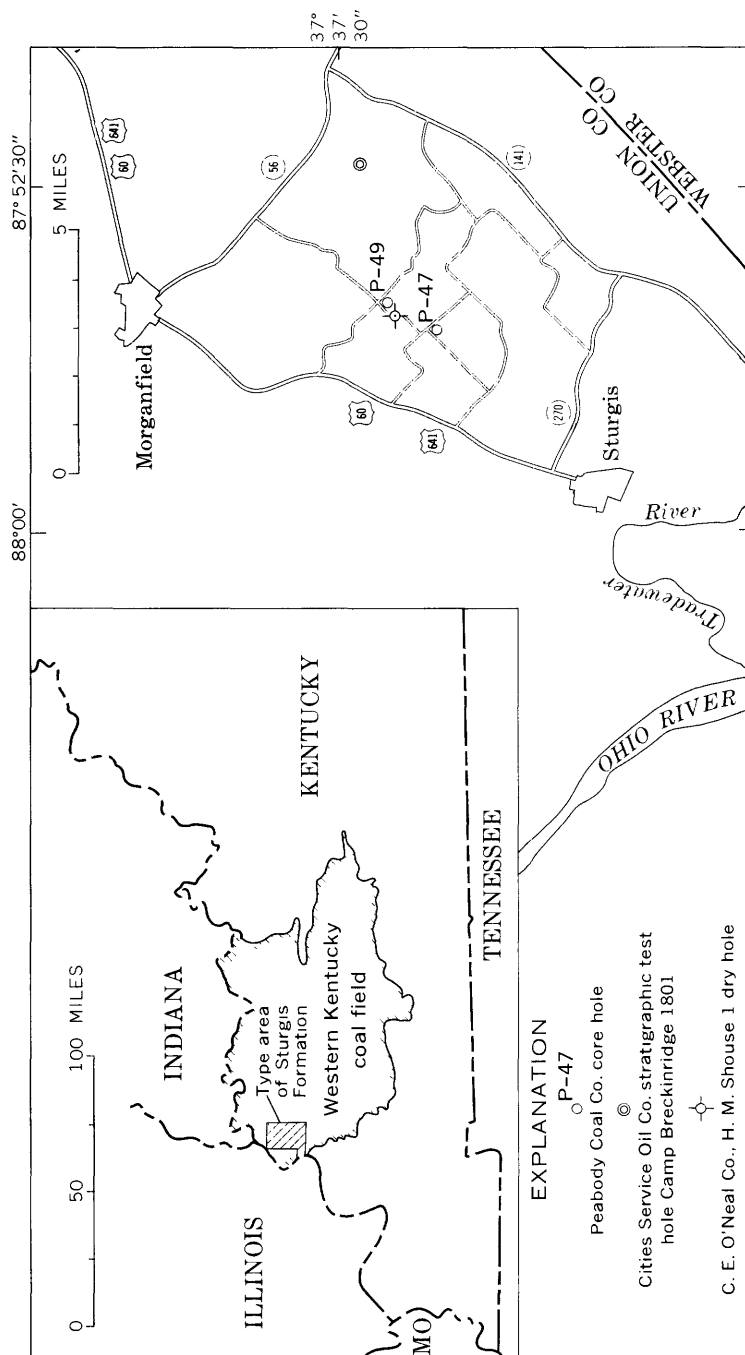 0 50 100 MILES
ILLINOIS
INDIANA
Type area
of Sturgis
Formation
Western Kentucky
coal field
KENTUCKY
MO
TENNESSEE
EXPLANATION
P-47
Peabody Coal Co. core hole
Cities Service Oil Co. stratigraphic test
hole Camp Breckinridge 1801
C. E. O'Neal Co., H. M. Shouse 1 dry hole
88°00'
87°52'30"
0 5 MILES
37°
37'
30"
Morganfield
60
641
56
P-49
P-47
60
641
141
270
Sturgis
UNION CO
WEBSTER CO
Tradewater River
OHIO RIVER